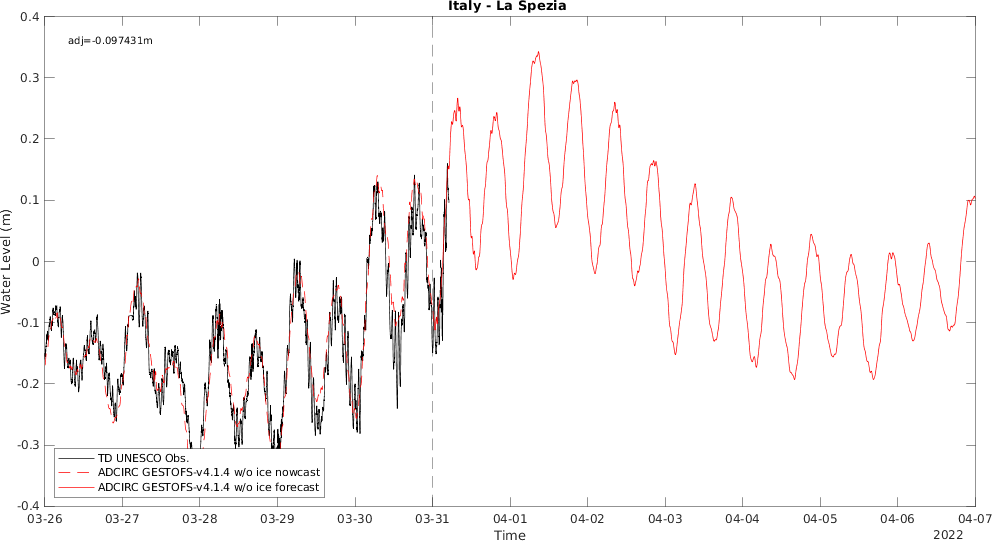 Italy - La Spezia
adj=-0.097431m
0.4
0.3
0.2
0.1
0
-0.1
-0.2
-0.3
-0.4
Water Level (m)
TD UNESCO Obs.
ADCIRC GESTOFS-v4.1.4 w/o ice nowcast
ADCIRC GESTOFS-v4.1.4 w/o ice forecast
03-26 03-27 03-28 03-29 03-30 03-31 04-01 04-02 04-03 04-04 04-05 04-06 04-07
Time
2022